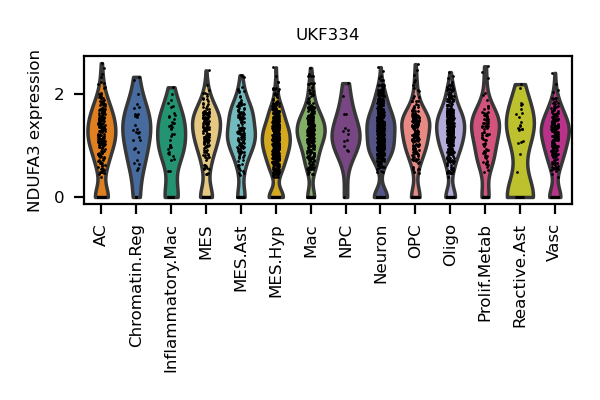 UKF334
NDUFA3 expression
2
0
AC
Chromatin.Reg
Inflammatory.Mac
MES
MES.Ast
MES.Hyp
Mac
NPC
Neuron
OPC
Oligo
Prolif.Metab
Reactive.Ast
Vasc